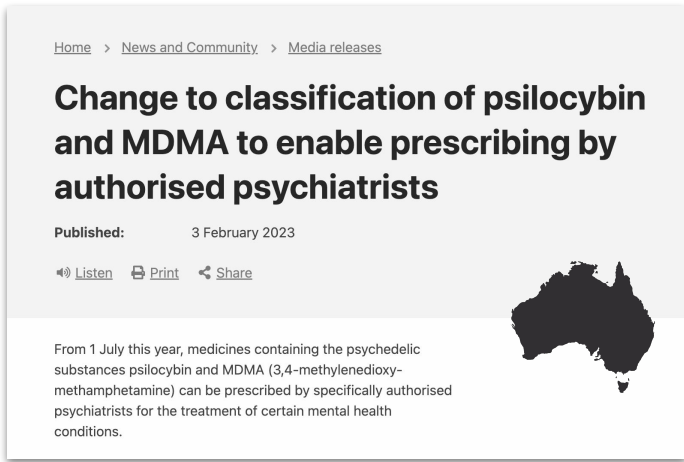 Home > News and Community > Media releases
Change to classification of psilocybin
and MDMA to enable prescribing by
authorised psychiatrists
Published: 3 February 2023
Listen Print Share
From 1 July this year, medicines containing the psychedelic
substances psilocybin and MDMA (3,4-methylenedioxy-
methamphetamine) can be prescribed by specifically authorised
psychiatrists for the treatment of certain mental health
conditions.